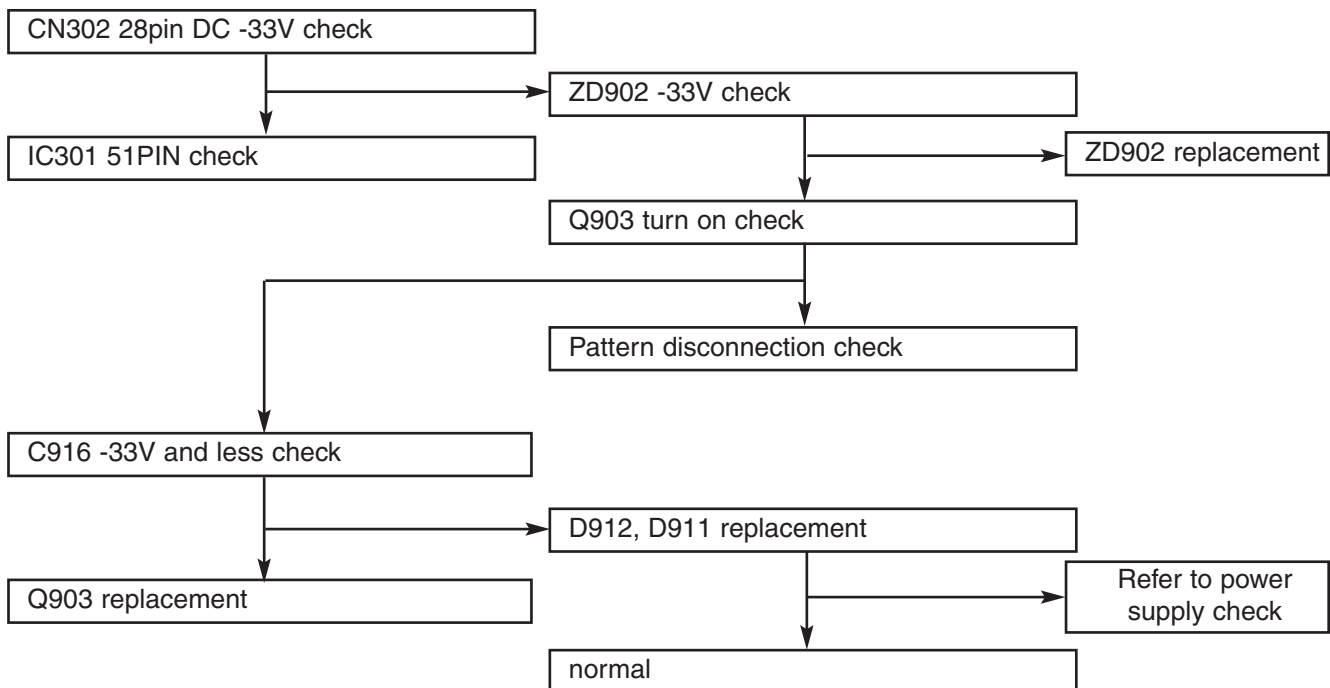 CN302 28pin DC -33V check
ZD902 -33V check
IC301 51PIN check
ZD902 replacement
Q903 turn on check
Pattern disconnection check
C916 -33V and less check
D912, D911 replacement
Q903 replacement
Refer to power
supply check
normal